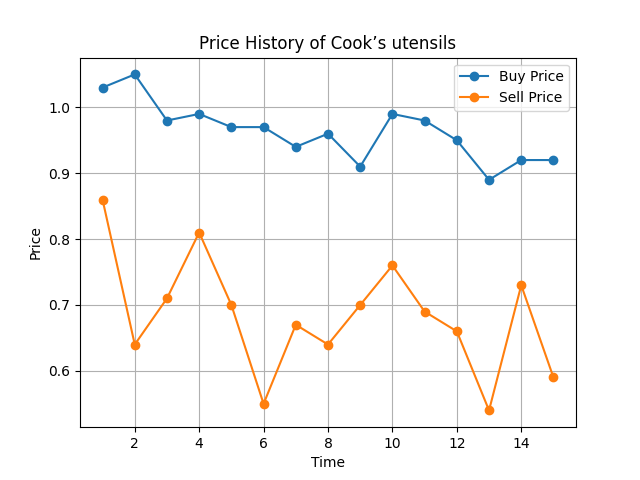 Price History of Cook’s utensils
Buy Price
Sell Price
1.0
0.9
0.8
0.7
0.6
Price
2 4 6 8 10 12 14
Time